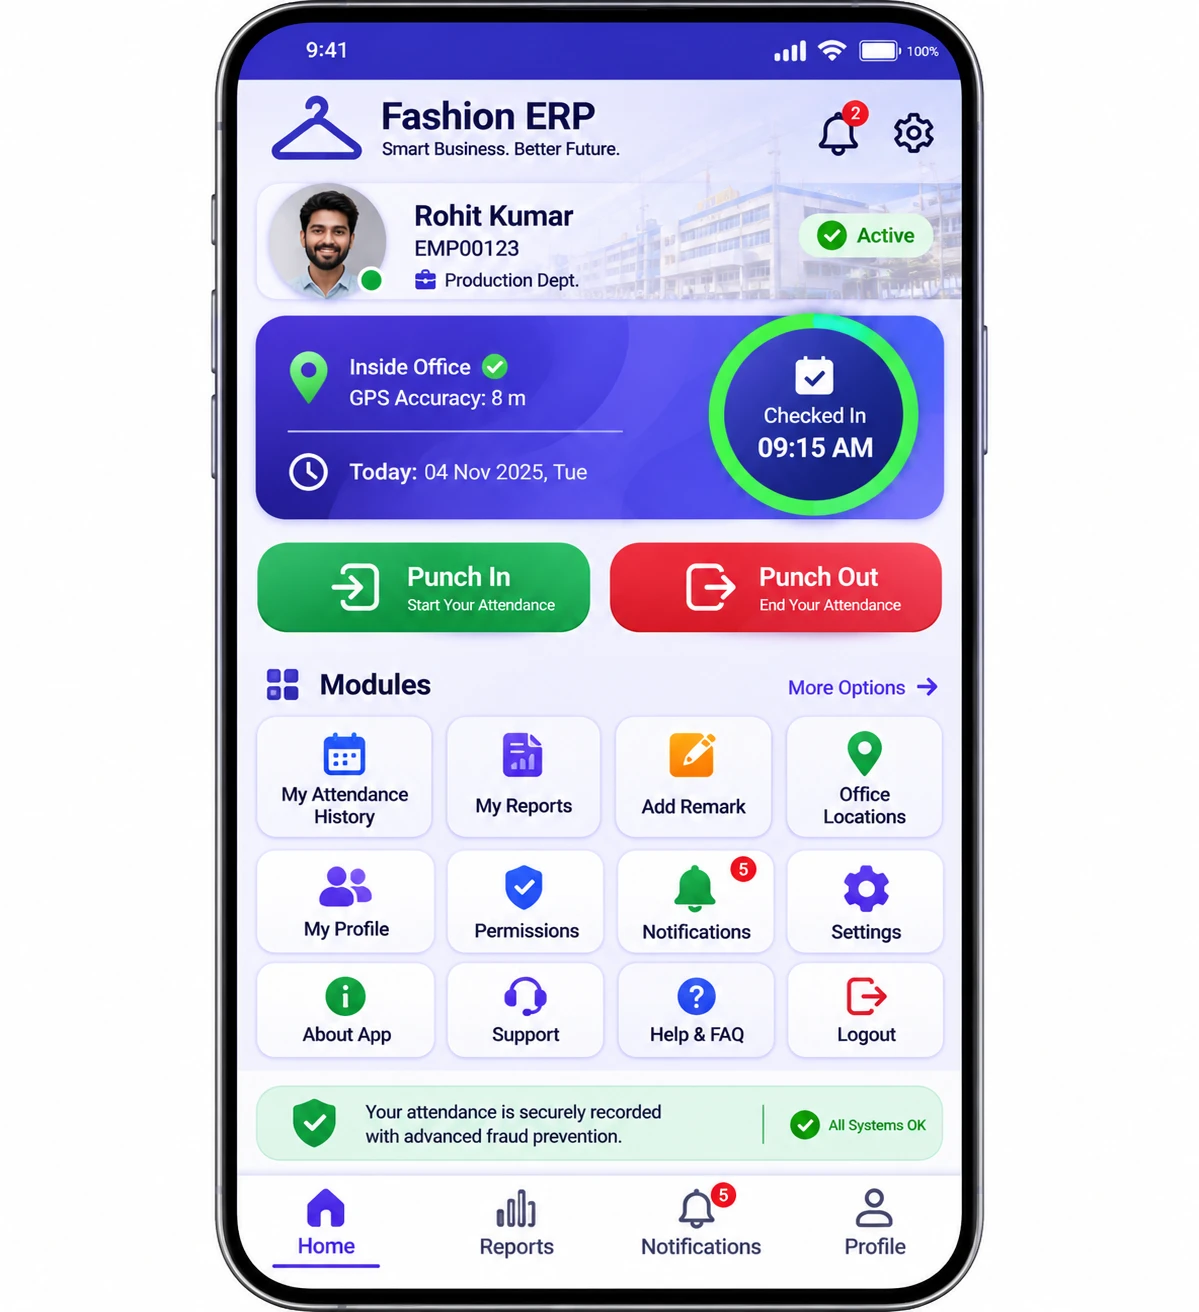 9:41
100%
Fashion ERP
Smart Business. Better Future.
2
Rohit Kumar
EMP00123
Production Dept.
Active
Inside Office
GPS Accuracy: 8 m
Today: 04 Nov 2025, Tue
Checked In
09:15 AM
Punch In
Start Your Attendance
Punch Out
End Your Attendance
Modules
More Options
My Attendance
History
My Reports
Add Remark
Office
Locations
My Profile
Permissions
5
Notifications
Settings
About App
Support
Help & FAQ
Logout
Your attendance is securely recorded
with advanced fraud prevention.
All Systems OK
Home
Reports
5
Notifications
Profile